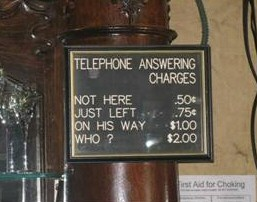 TELEPHONE ANSWERING
CHARGES
NOT HERE .50¢
JUST LEFT .75¢
ON HIS WAY $1.00
WHO ? $2.00
First Aid for Choking